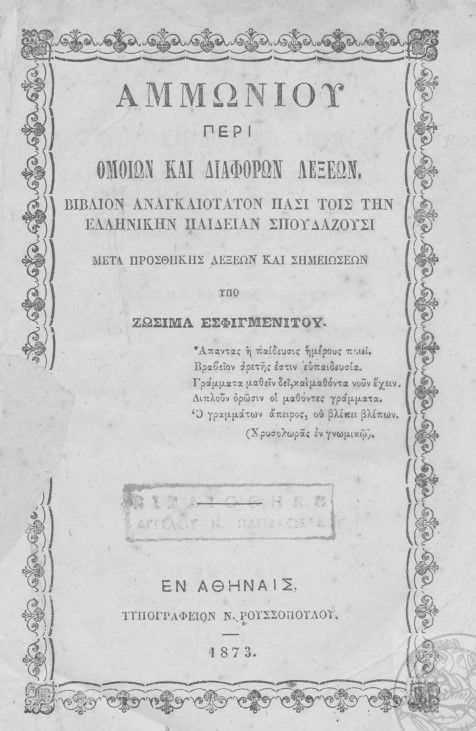 ΑΜΜΩΝΙΟΥ
ΠΕΡΙ
ΟΜΟΙΩΝ ΚΑΙ ΔΙΑΦΟΡΩΝ ΛΕΞΕΩΝ.
ΒΙΒΛΙΟΝ ΑΝΑΓΚΑΙΟΤΑΤΟΝ ΠΑΣΙ ΤΟΙΣ ΤΗΝ
ΕΛΛΗΝΙΚΗΝ ΠΑΙΔΕΙΑΝ ΣΠΟΥΔΑΖΟΥΣΙ
ΜΕΤΑ ΠΡΟΣΘΗΚΗΣ ΛΕΞΕΩΝ ΚΑΙ ΣΗΜΕΙΩΣΕΩΝ
ΥΠΟ
ΖΩΣΙΜΑ ΕΣΦΙΓΜΕΝΙΤΟΥ.
Ἅπαντας ἡ παίδευσις ἡμέρους ποιεῖ.
Βραβεῖον ἀρετῆς ἐστιν εὐπαιδευσία.
Γράμματα μαθεῖν δεῖ, καὶ μαθόντα νοῦν ἔχειν.
Διπλοῦν ὁρῶσιν οἱ μαθόντες γράμματα.
Ὁ γραμμάτων ἄπειρος, οὐ βλέπει βλέπων.
(Χρυσολωρᾶς ἐν γνωμικῷ).
ΒΙΒΛΙΟΘΗΚΗ
ΕΝ ΑΘΗΝΑΙΣ,
ΤΥΠΟΓΡΑΦΕΙΟΝ Ν. ΡΟΥΣΣΟΠΟΥΛΟΥ.
1873.